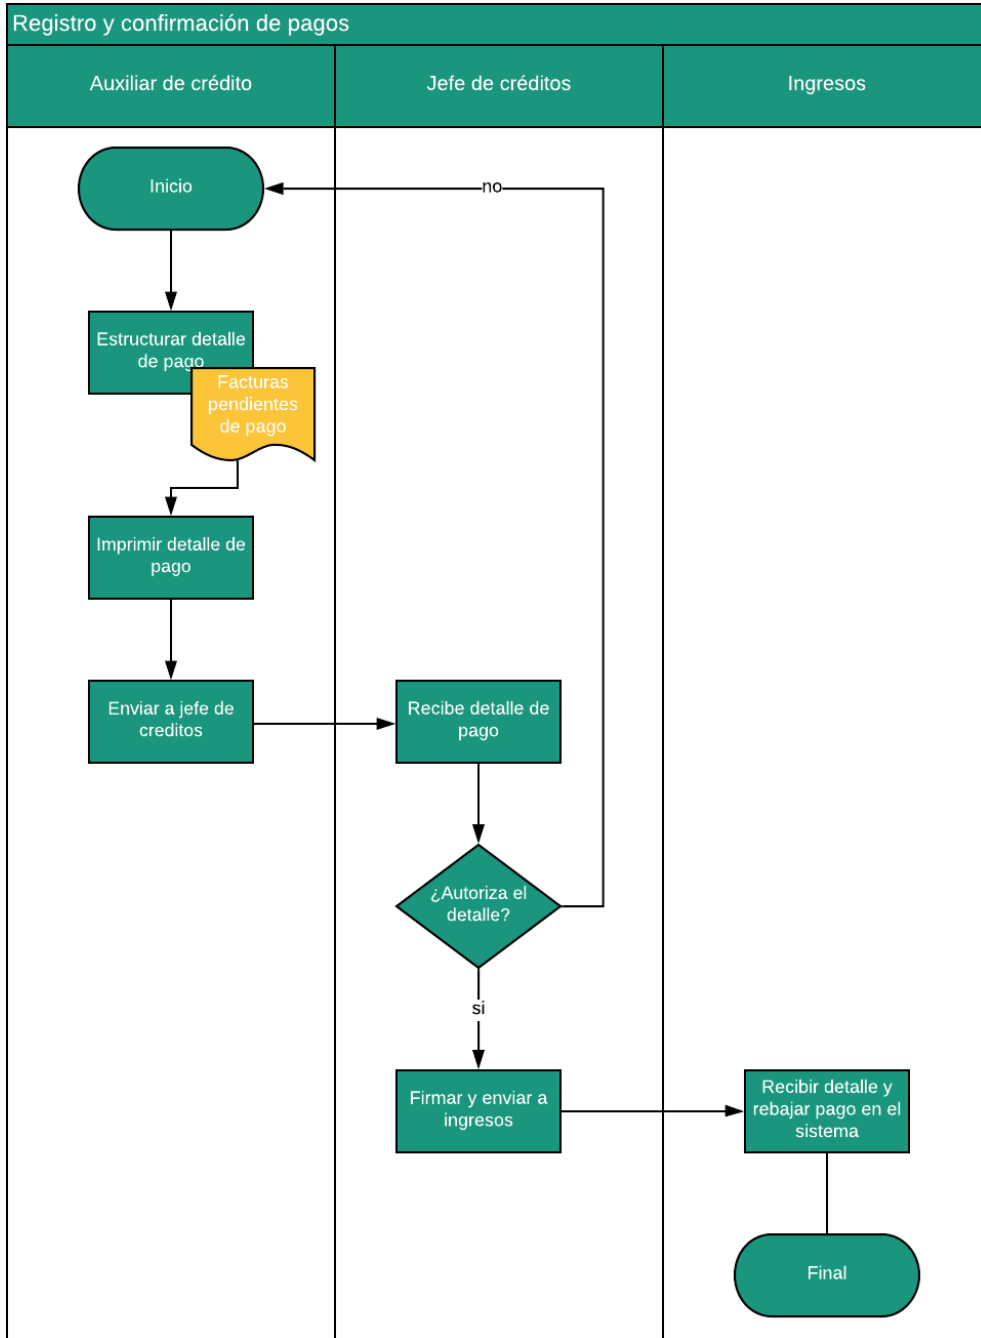 Registro y confirmación de pagos
Auxiliar de crédito
Jefe de créditos
Ingresos
Inicio
no
Estructurar detalle
de pago
Facturas
pendientes
de pago
Imprimir detalle de
pago
Enviar a jefe de
creditos
Recibe detalle de
pago
¿Autoriza el
detalle?
si
Firmar y enviar a
ingresos
Recibir detalle y
rebajar pago en el
sistema
Final